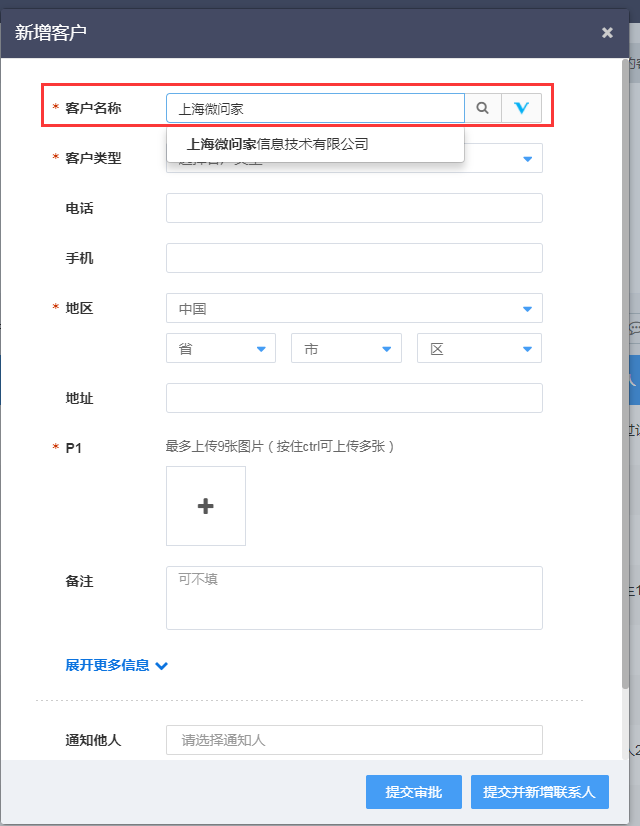 新增客户
* 客户名称 上海微问家
上海微问家信息技术有限公司
* 客户类型
电话
手机
* 地区 中国
省 市 区
地址
* P1 最多上传9张图片（按住ctrl可上传多张）
备注 可不填
展开更多信息
通知他人 请选择通知人
提交审批 提交并新增联系人